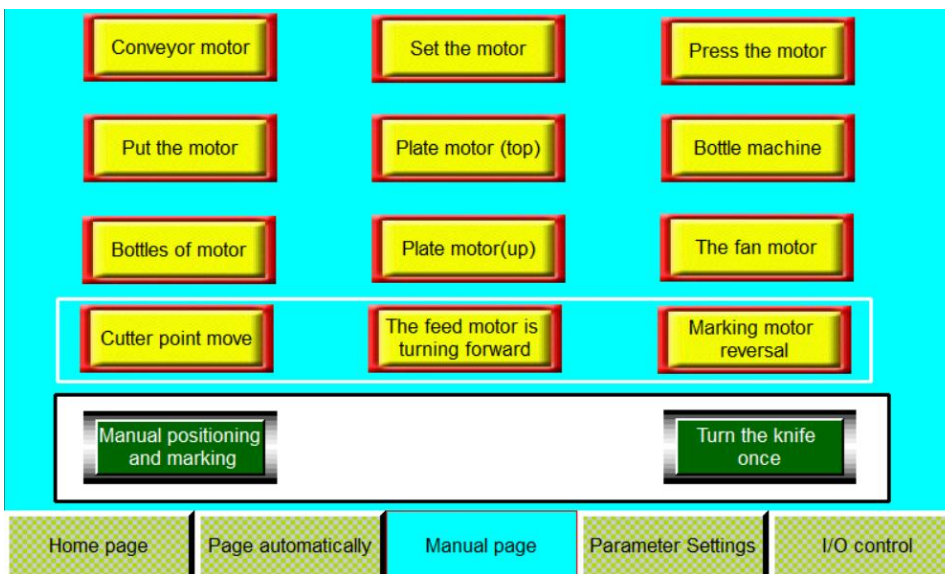 Conveyor motor
Set the motor
Press the motor
Put the motor
Plate motor (top)
Bottle machine
Bottles of motor
Plate motor(up)
The fan motor
Cutter point move
The feed motor is
turning forward
Marking motor
reversal
Manual positioning
and marking
Turn the knife
once
Home page
Page automatically
Manual page
Parameter Settings
I/O control